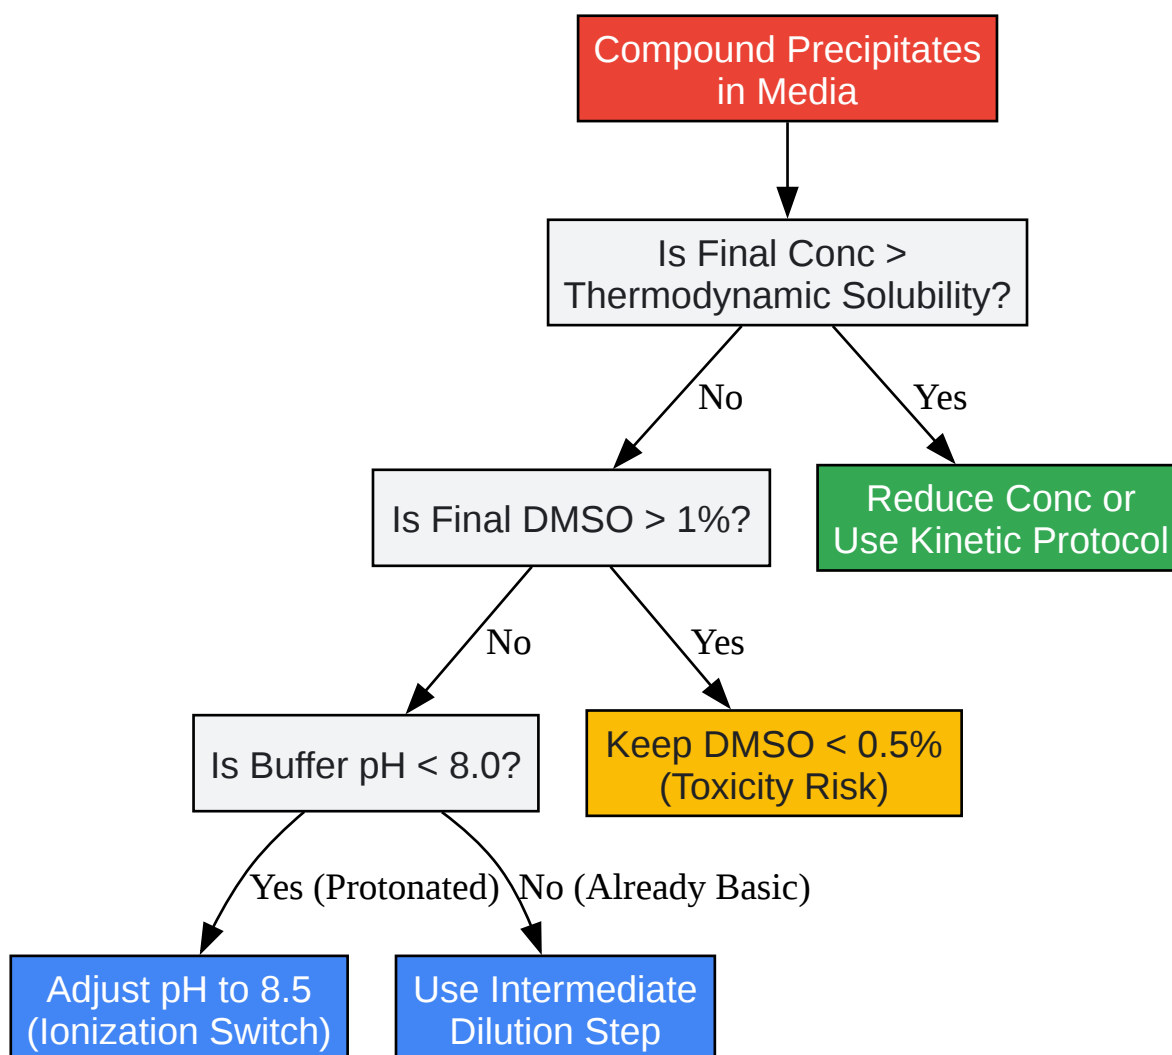 Compound Precipitates
in Media
Is Final Conc >
Thermodynamic Solubility?
No
Yes
Is Final DMSO > 1%?
Reduce Conc or
Use Kinetic Protocol
No
Yes
Is Buffer pH < 8.0?
Keep DMSO < 0.5%
(Toxicity Risk)
Yes (Protonated)
No (Already Basic)
Adjust pH to 8.5
(Ionization Switch)
Use Intermediate
Dilution Step